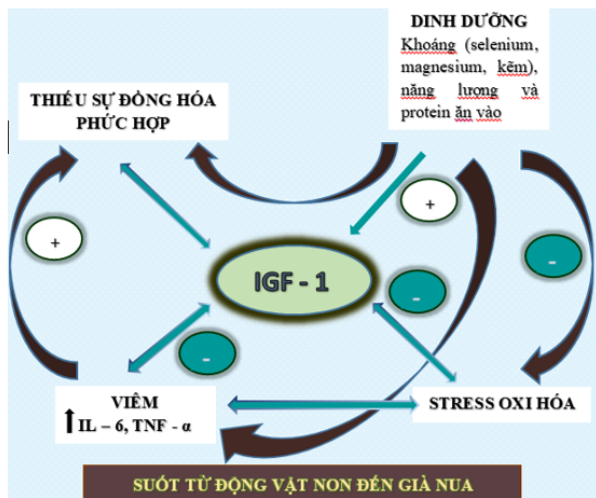 DINH DƯỠNG
Khoáng (selenium,
magnesium, kẽm),
năng lượng và
protein ăn vào
THIẾU SỰ ĐỒNG HÓA
PHỨC HỢP
+
+
-
IGF - 1
-
-
VIÊM
IL – 6, TNF - α
STRESS OXI HÓA
SUỐT TỪ ĐỘNG VẬT NON ĐẾN GIÀ NUA